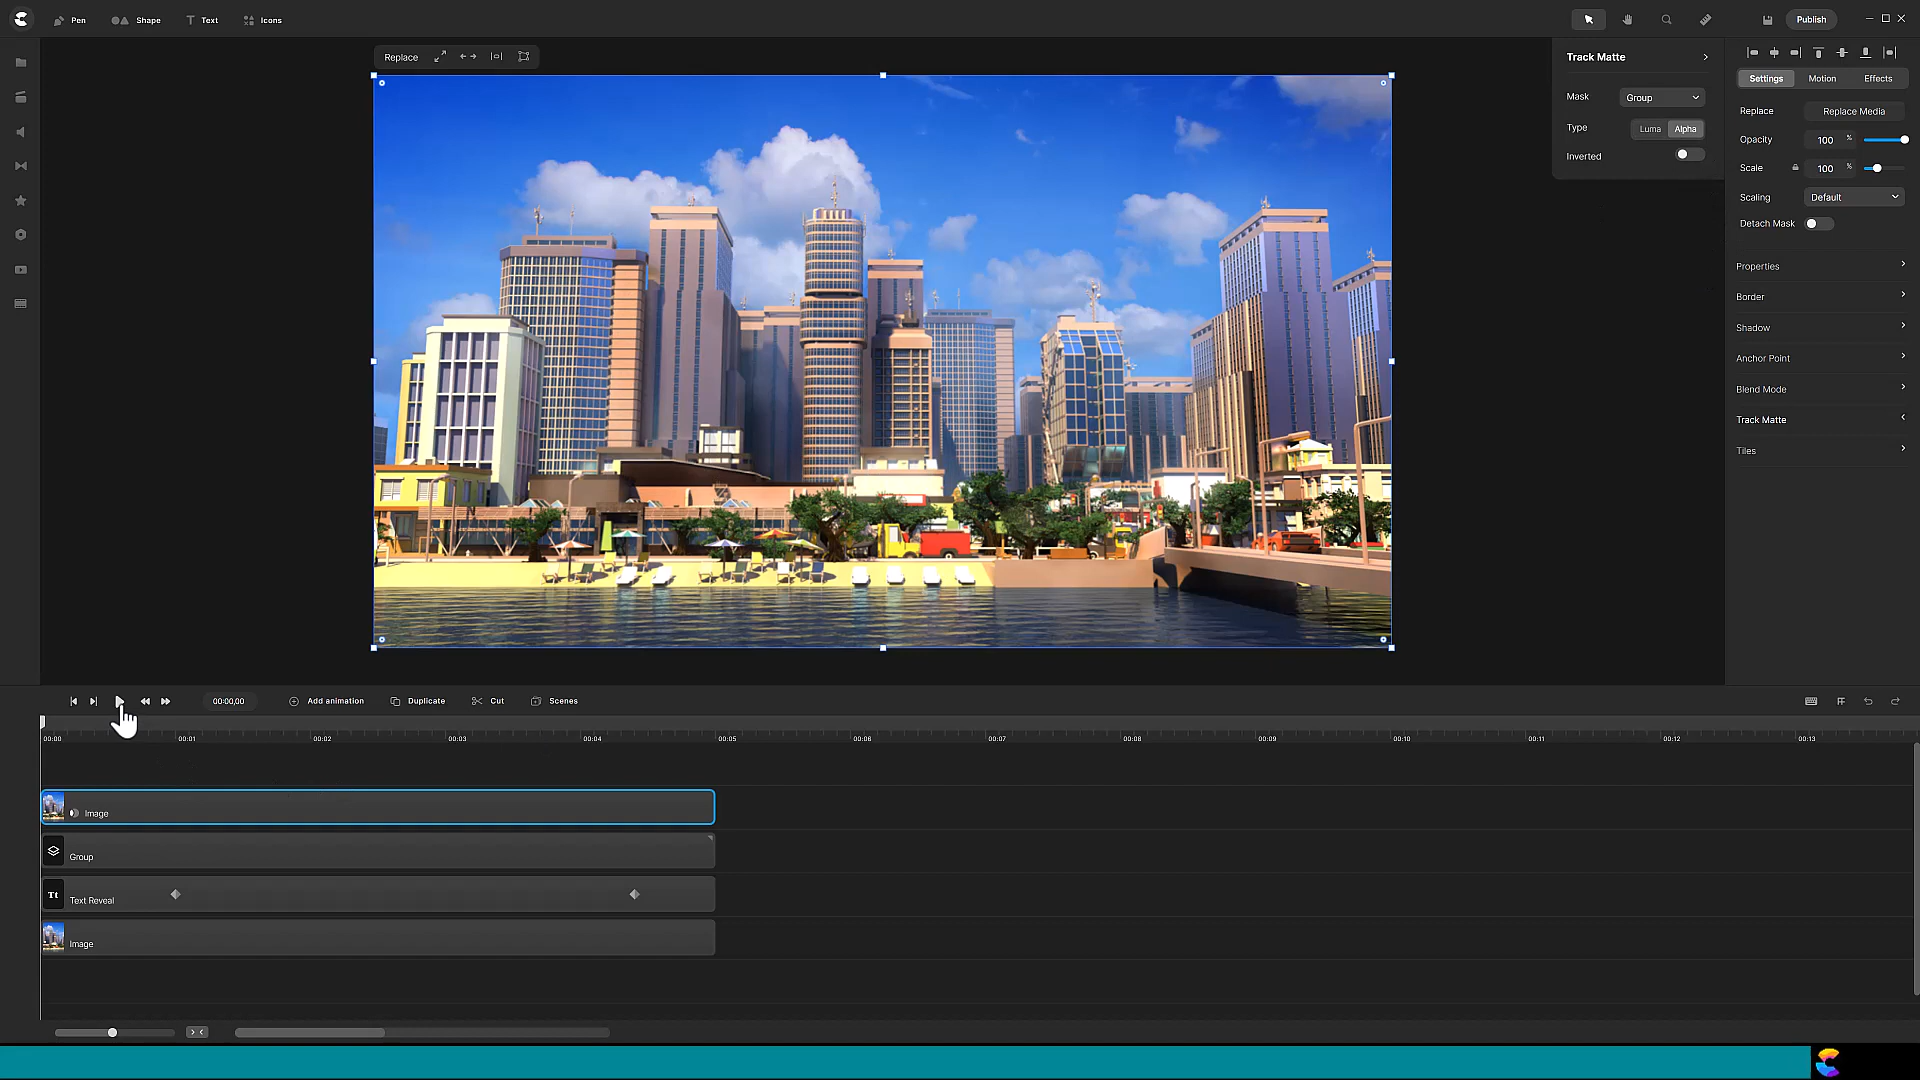 Pen
Shape
Text
Icons
Publish
Replace
Track Matte
Mask
Group
Type
Luma
Alpha
Inverted
Settings
Motion
Effects
Replace
Replace Media
Opacity
100
%
Scale
100
%
Scaling
Default
Detach Mask
Properties
Border
Shadow
Anchor Point
Blend Mode
Track Matte
Tiles
00:00,00
Add animation
Duplicate
Cut
Scenes
00:00
00:01
00:02
00:03
00:04
00:05
00:06
00:07
00:08
00:09
00:10
00:11
00:12
00:13
Image
Group
Tt
Text Reveal
Image